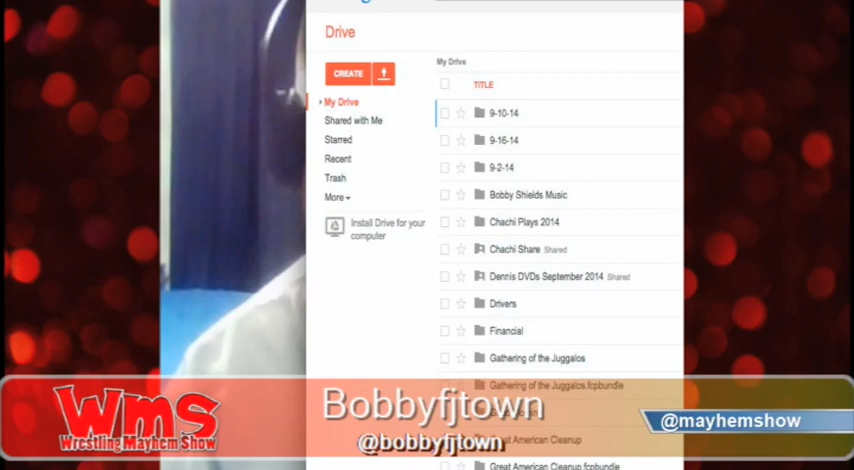 Drive
CREATE
My Drive
Shared with Me
Starred
Recent
Trash
More
Install Drive for your
computer
My Drive
TITLE
9-10-14
9-16-14
9-2-14
Bobby Shields Music
Chachi Plays 2014
Chachi Share Shared
Dennis DVDs September 2014 Shared
Drivers
Financial
Gathering of the Juggalos
Gathering of the Juggalos.fcpbundle
Great American Cleanup
Great American Cleanup.fcpbundle
Wms
Wrestling Mayhem Show
Bobbyfjtown
@bobbyfjtown
@mayhemshow